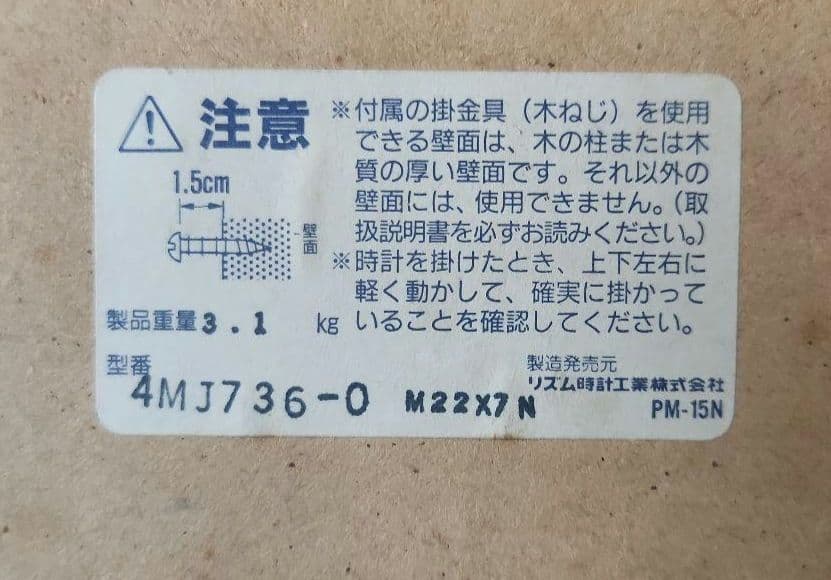 注意
1.5cm
壁面
※付属の掛金具（木ねじ）を使用
できる壁面は、木の柱または木
質の厚い壁面です。それ以外の
壁面には、使用できません。（取
扱説明書を必ずお読みください。）
※時計を掛けたとき、上下左右に
軽く動かして、確実に掛かって
いることを確認してください。
製品重量 3.1 kg
型番
4MJ736-0 M22X7N
製造発売元
リズム時計工業株式会社
PM-15N